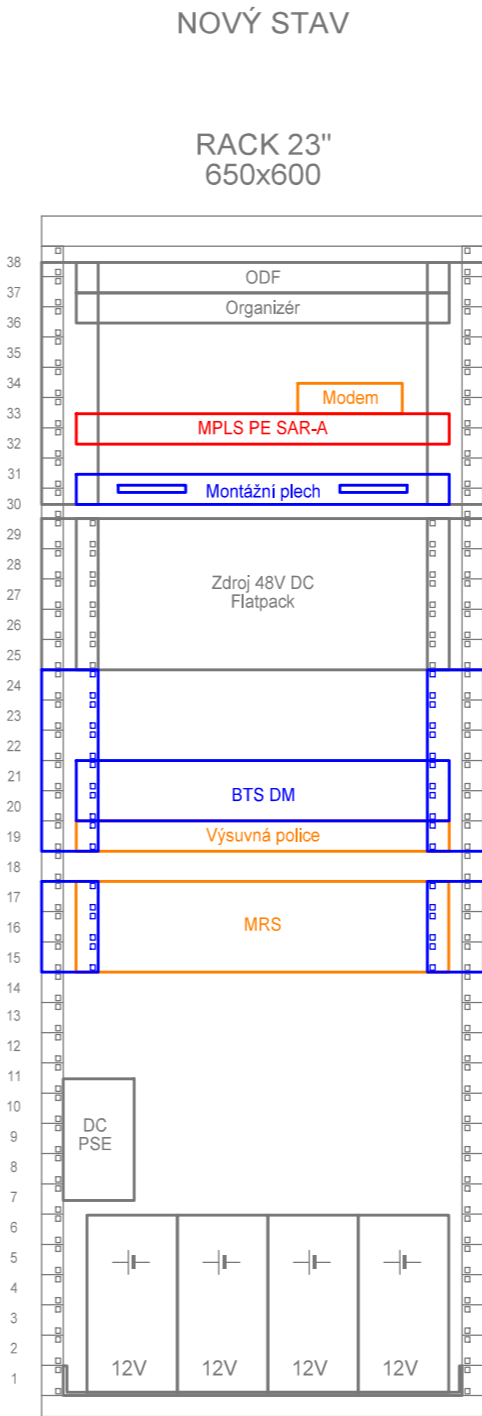 NOVÝ STAV
RACK 23"
650x600
38
ODF
37
Organizér
36
35
34
Modem
33
MPLS PE SAR-A
32
31
Montážní plech
30
29
28
Zdroj 48V DC
27
Flatpack
26
25
24
23
22
21
BTS DM
20
19
Výsuvná police
18
17
16
MRS
15
14
13
12
11
10
DC
9
PSE
8
7
6
5
4
3
2
12V 12V 12V 12V
1